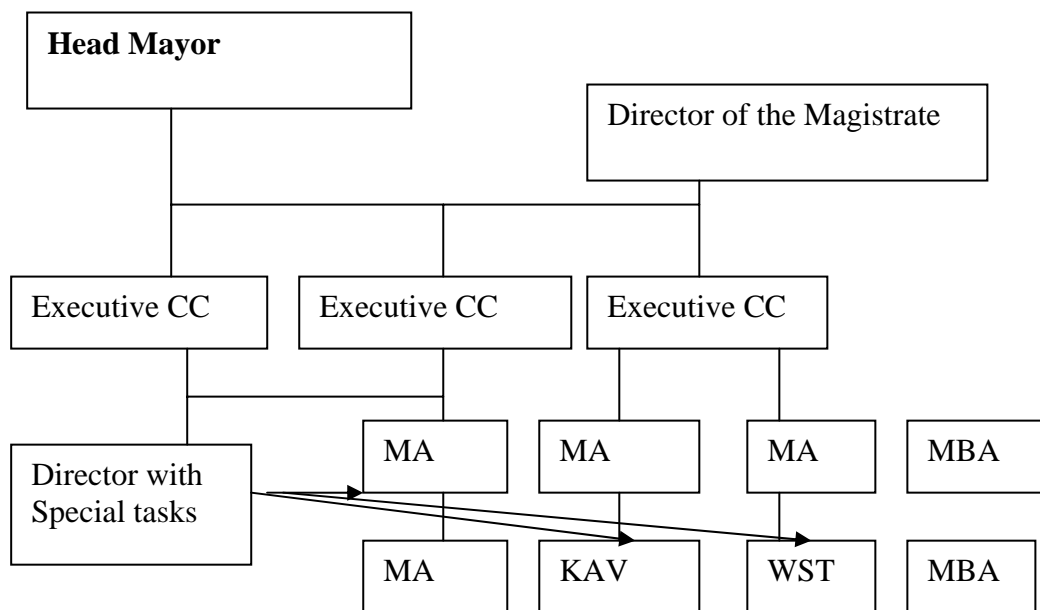 Head Mayor
Director of the Magistrate
Executive CC
Executive CC
Executive CC
MA
MA
MA
MBA
Director with
Special tasks
MA
KAV
WST
MBA